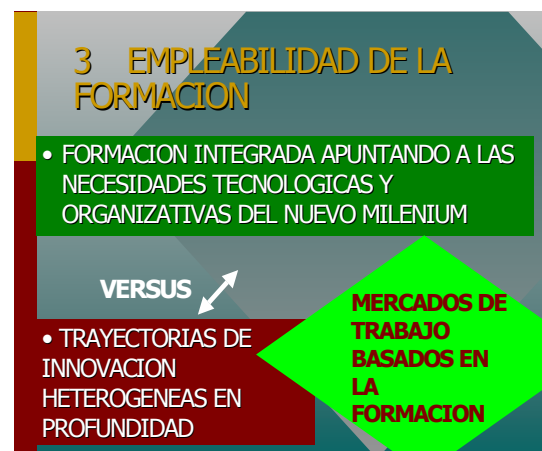 3 EMPLEABILIDAD DE LA
FORMACION
• FORMACION INTEGRADA APUNTANDO A LAS
NECESIDADES TECNOLOGICAS Y
ORGANIZATIVAS DEL NUEVO MILENIUM
VERSUS
• TRAYECTORIAS DE
INNOVACION
HETEROGENEAS EN
PROFUNDIDAD
MERCADOS DE
TRABAJO
BASADOS EN
LA
FORMACION